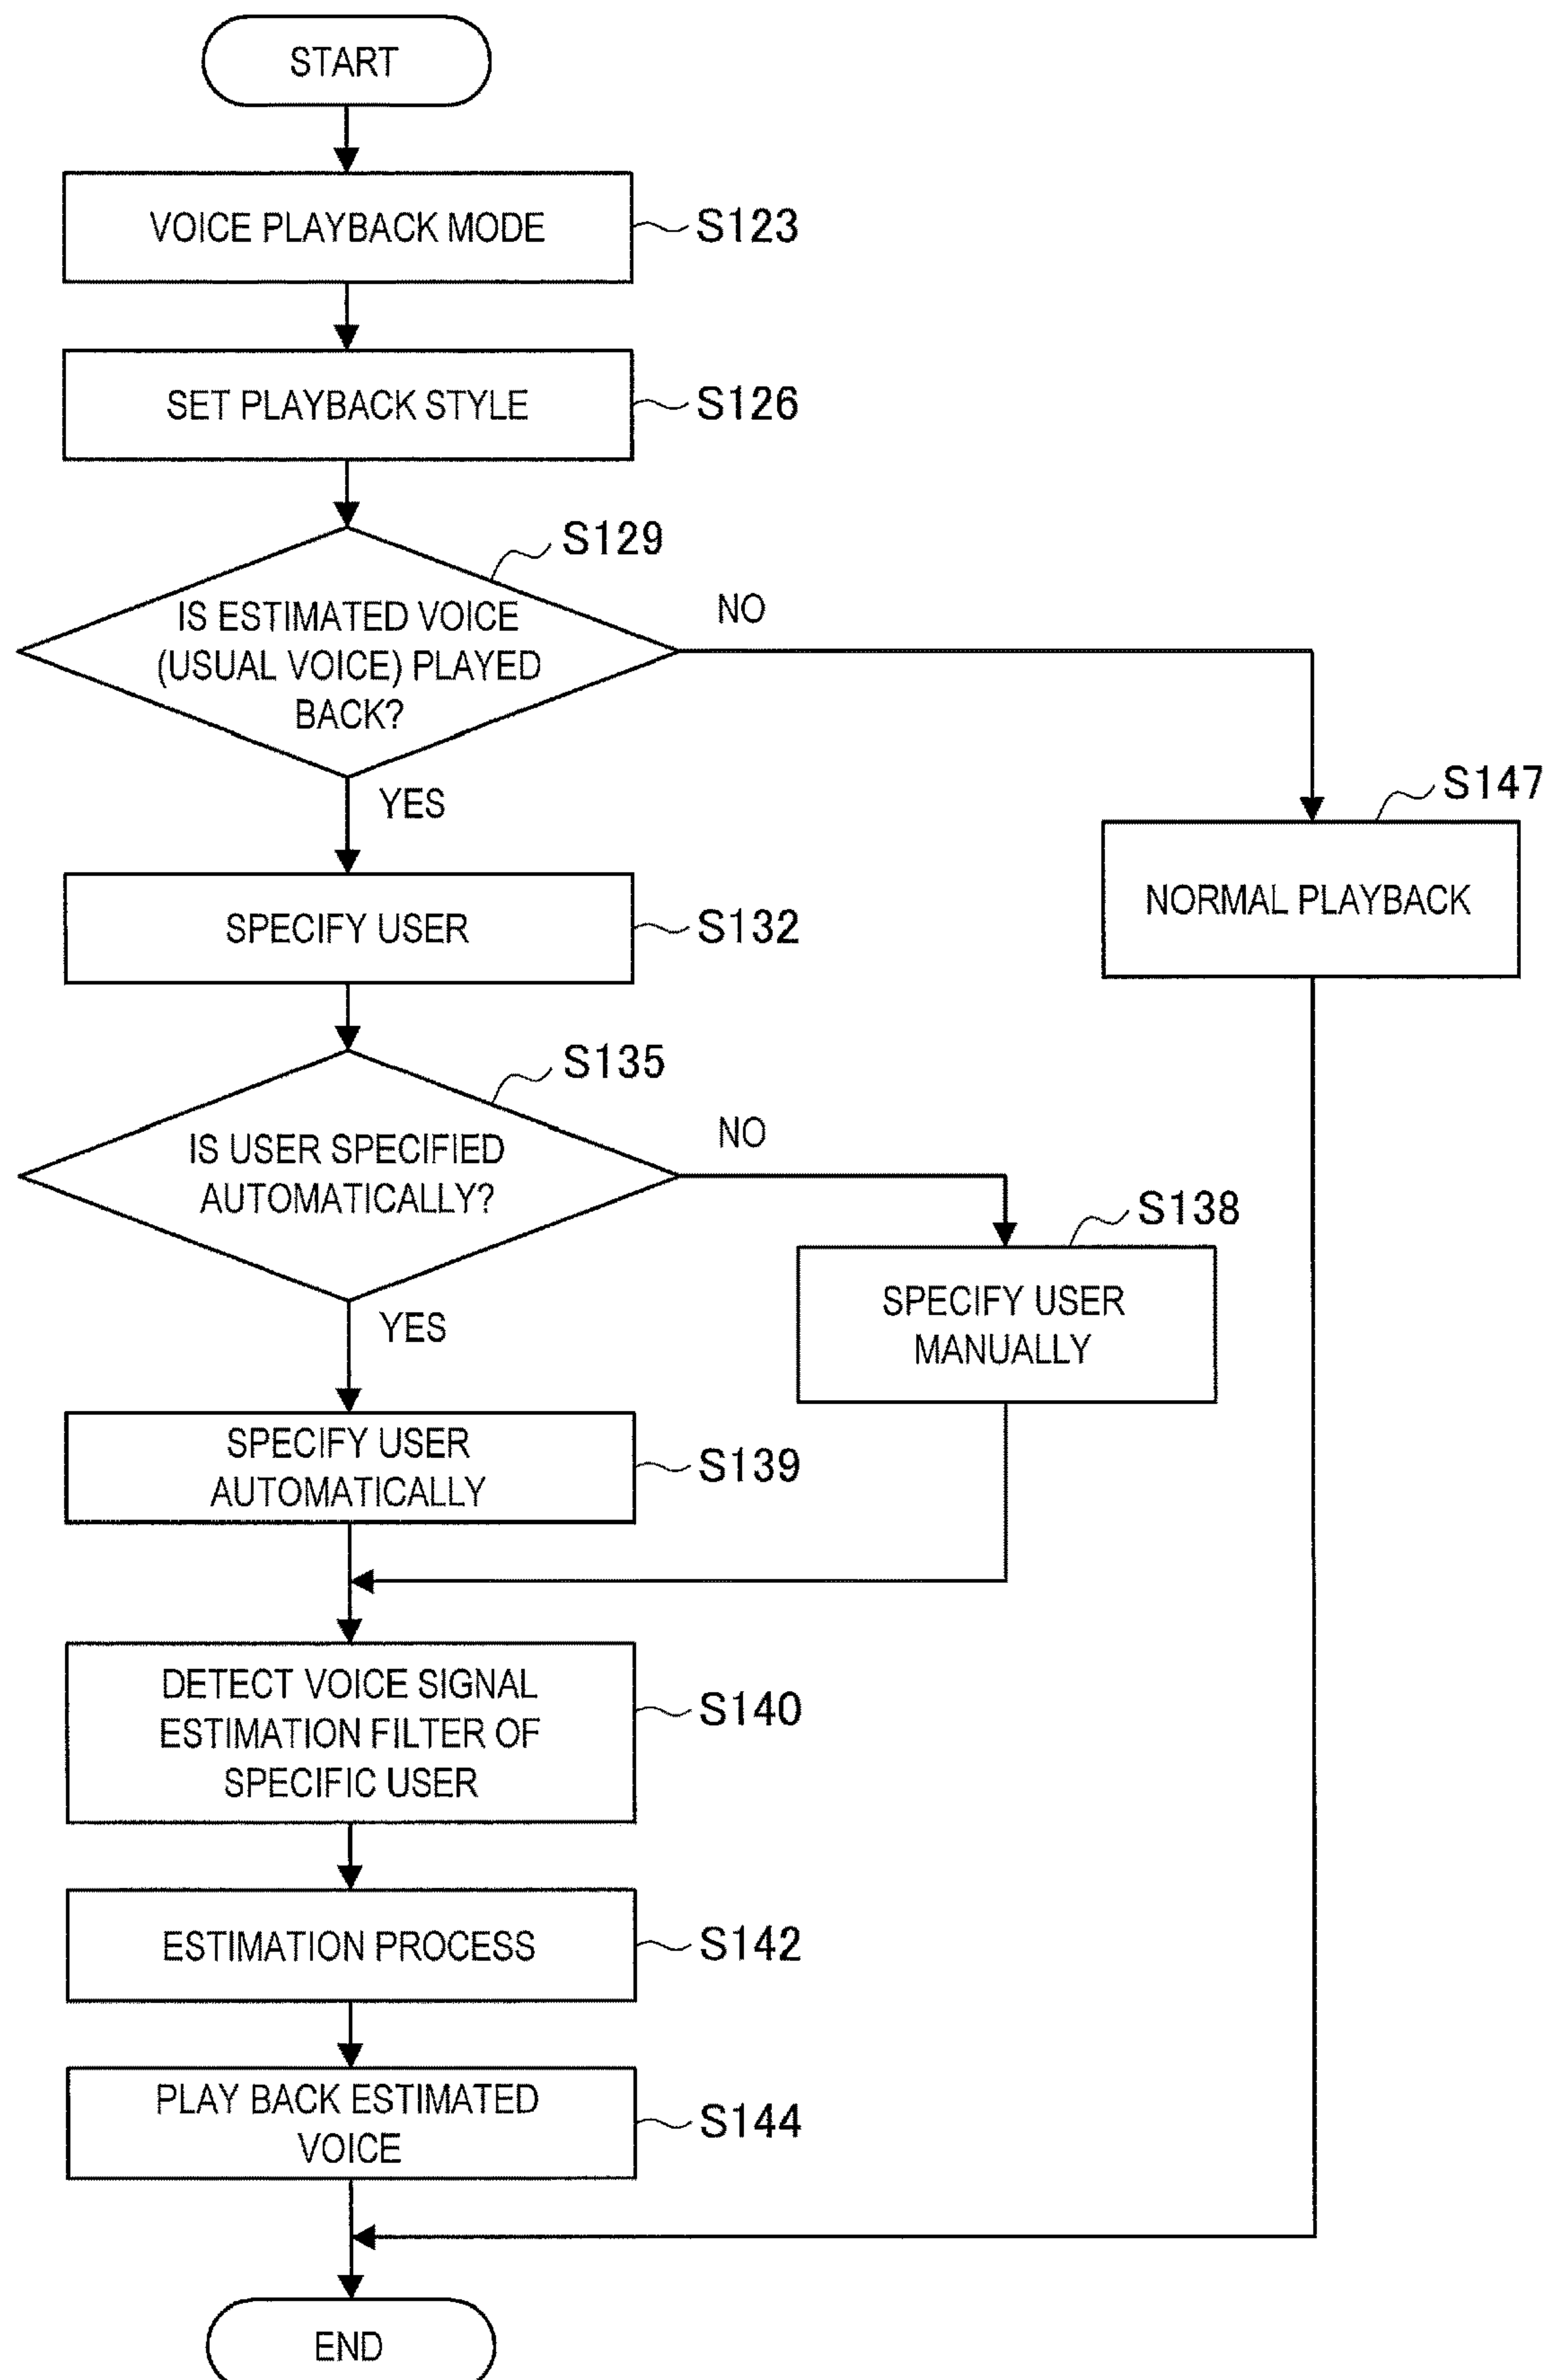 START
VOICE PLAYBACK MODE
S123
SET PLAYBACK STYLE
S126
S129
IS ESTIMATED VOICE
(USUAL VOICE) PLAYED
BACK?
NO
YES
S147
NORMAL PLAYBACK
SPECIFY USER
S132
S135
IS USER SPECIFIED
AUTOMATICALLY?
NO
YES
S138
SPECIFY USER
MANUALLY
SPECIFY USER
AUTOMATICALLY
S139
DETECT VOICE SIGNAL
ESTIMATION FILTER OF
SPECIFIC USER
S140
ESTIMATION PROCESS
S142
PLAY BACK ESTIMATED
VOICE
S144
END